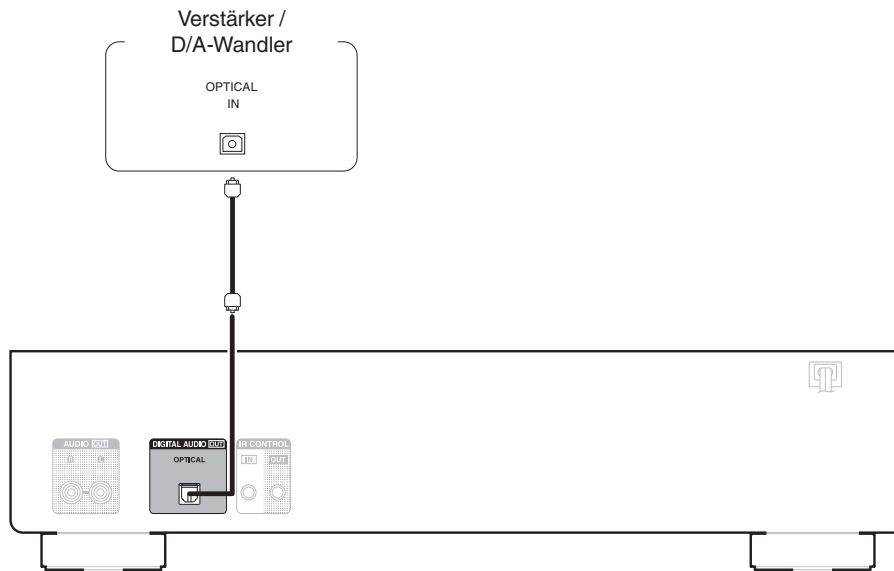 Verstärker /
D/A-Wandler
OPTICAL
IN
AUDIO OUT
R L
DIGITAL AUDIO OUT
OPTICAL
IR CONTROL
IN OUT